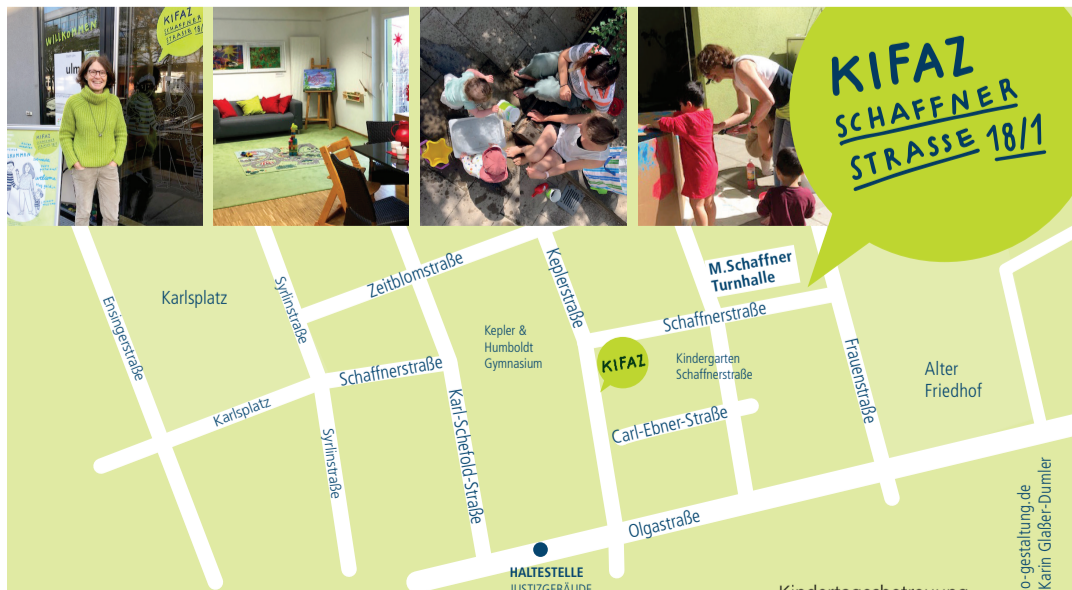 WILLKOMMEN
ulm
KIFAZ
SCHAFFNER
STRASSE 18/
KIFAZ
SCHAFFNER
STRASSE 18/1
M.Schaffner
Turnhalle
Zeitblomstraße
Keplerstraße
Karlsplatz
Syrlinstraße
Ensingerstraße
Schaffnerstraße
Kepler &
Humboldt
Gymnasium
KIFAZ
Kindergarten
Schaffnerstraße
Frauenstraße
Alter
Friedhof
Schaffnerstraße
Karlsplatz
Karl-Schefold-Straße
Carl-Ebner-Straße
Syrlinstraße
Olgastraße
HALTESTELLE
JUSTIZGEBÄUDE
Kindertagesbetreuung
o-gestaltung.de
Karin Glaßer-Dumler